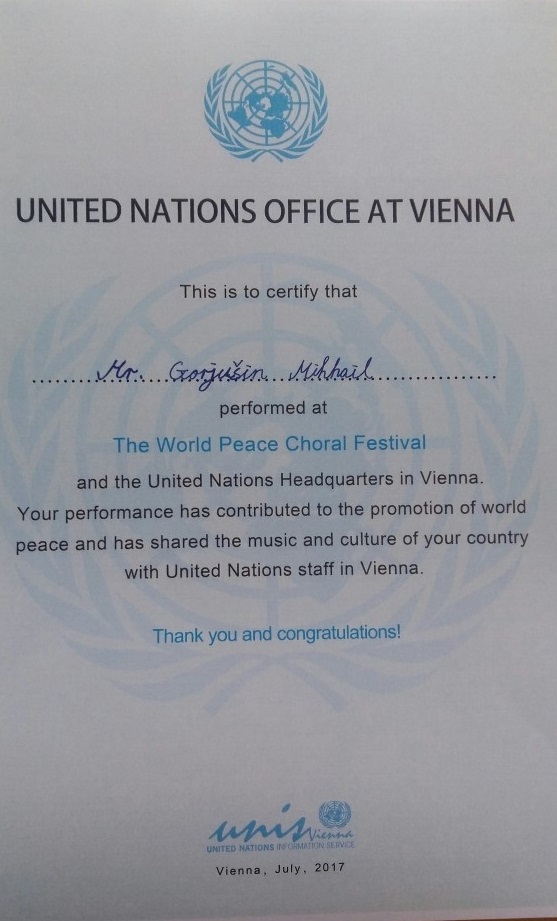 UNITED NATIONS OFFICE AT VIENNA
This is to certify that
Mr. Gorjušin Mihhail
performed at
The World Peace Choral Festival
and the United Nations Headquarters in Vienna.
Your performance has contributed to the promotion of world
peace and has shared the music and culture of your country
with United Nations staff in Vienna.
Thank you and congratulations!
unis Vienna
UNITED NATIONS INFORMATION SERVICE
Vienna, July, 2017